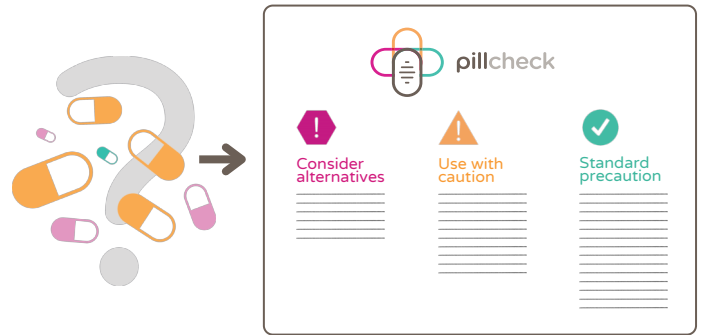 pillcheck
!
Consider
alternatives
!
Use with
caution
Standard
precaution